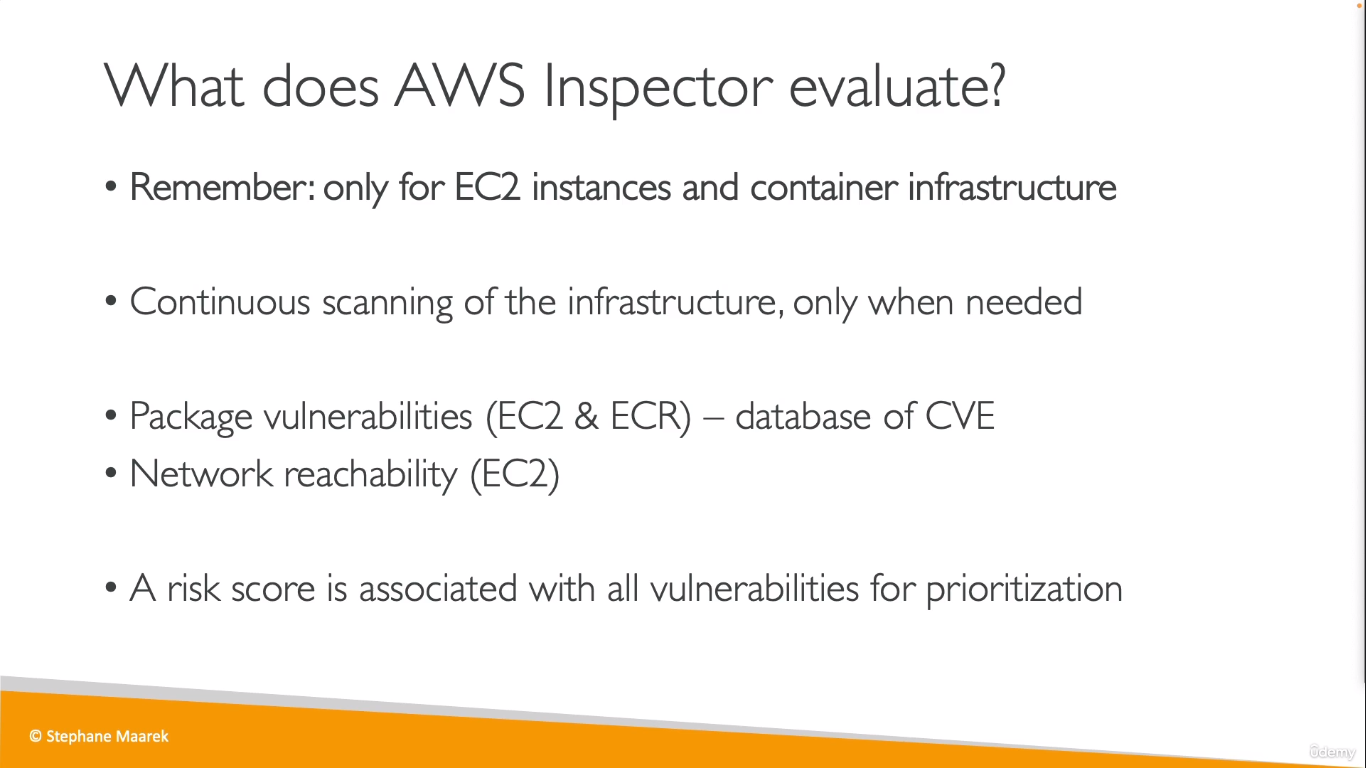 What does AWS Inspector evaluate?
• Remember: only for EC2 instances and container infrastructure
• Continuous scanning of the infrastructure, only when needed
• Package vulnerabilities (EC2 & ECR) – database of CVE
• Network reachability (EC2)
• A risk score is associated with all vulnerabilities for prioritization
© Stephane Maarek
ûdemy